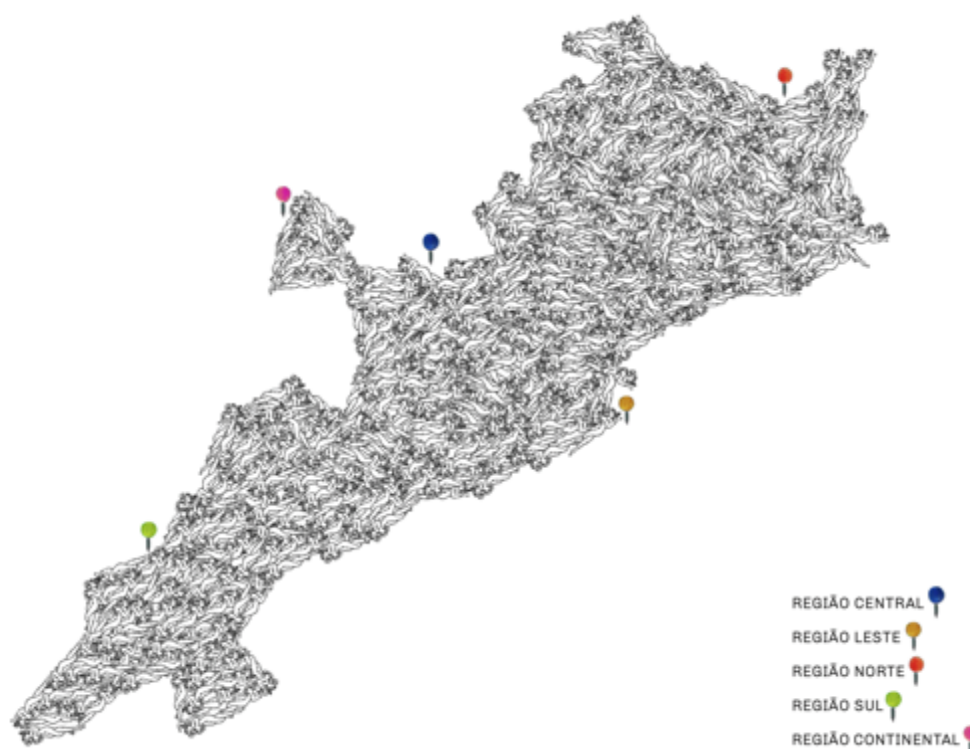 REGIÃO CENTRAL
REGIÃO LESTE
REGIÃO NORTE
REGIÃO SUL
REGIÃO CONTINENTAL